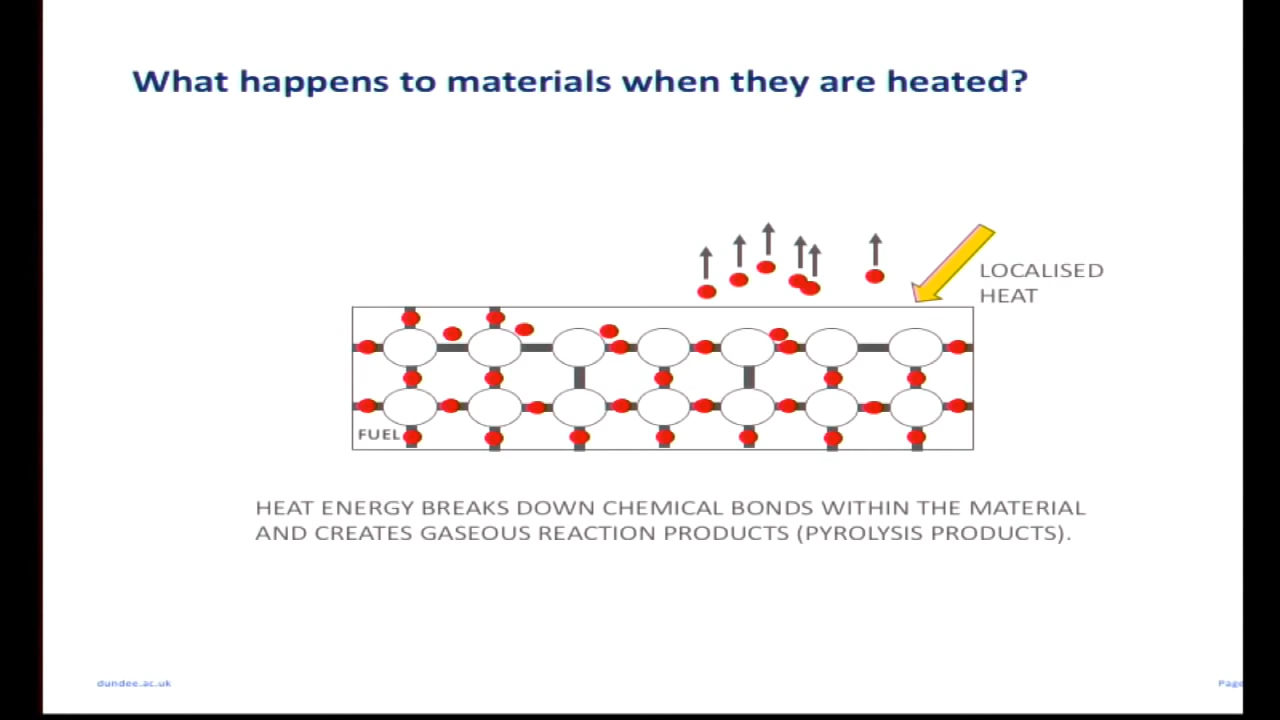 What happens to materials when they are heated?
LOCALISED
HEAT
FUEL
HEAT ENERGY BREAKS DOWN CHEMICAL BONDS WITHIN THE MATERIAL
AND CREATES GASEOUS REACTION PRODUCTS (PYROLYSIS PRODUCTS).
dundee.ac.uk
Page